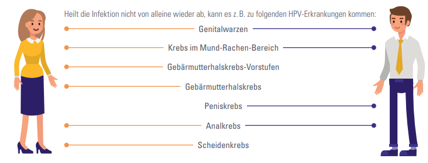 Heilt die Infektion nicht von alleine wieder ab, kann es z. B. zu folgenden HPV-Erkrankungen kommen:
Genitalwarzen
Krebs im Mund-Rachen-Bereich
Gebärmutterhalskrebs-Vorstufen
Gebärmutterhalskrebs
Peniskrebs
Analkrebs
Scheidenkrebs